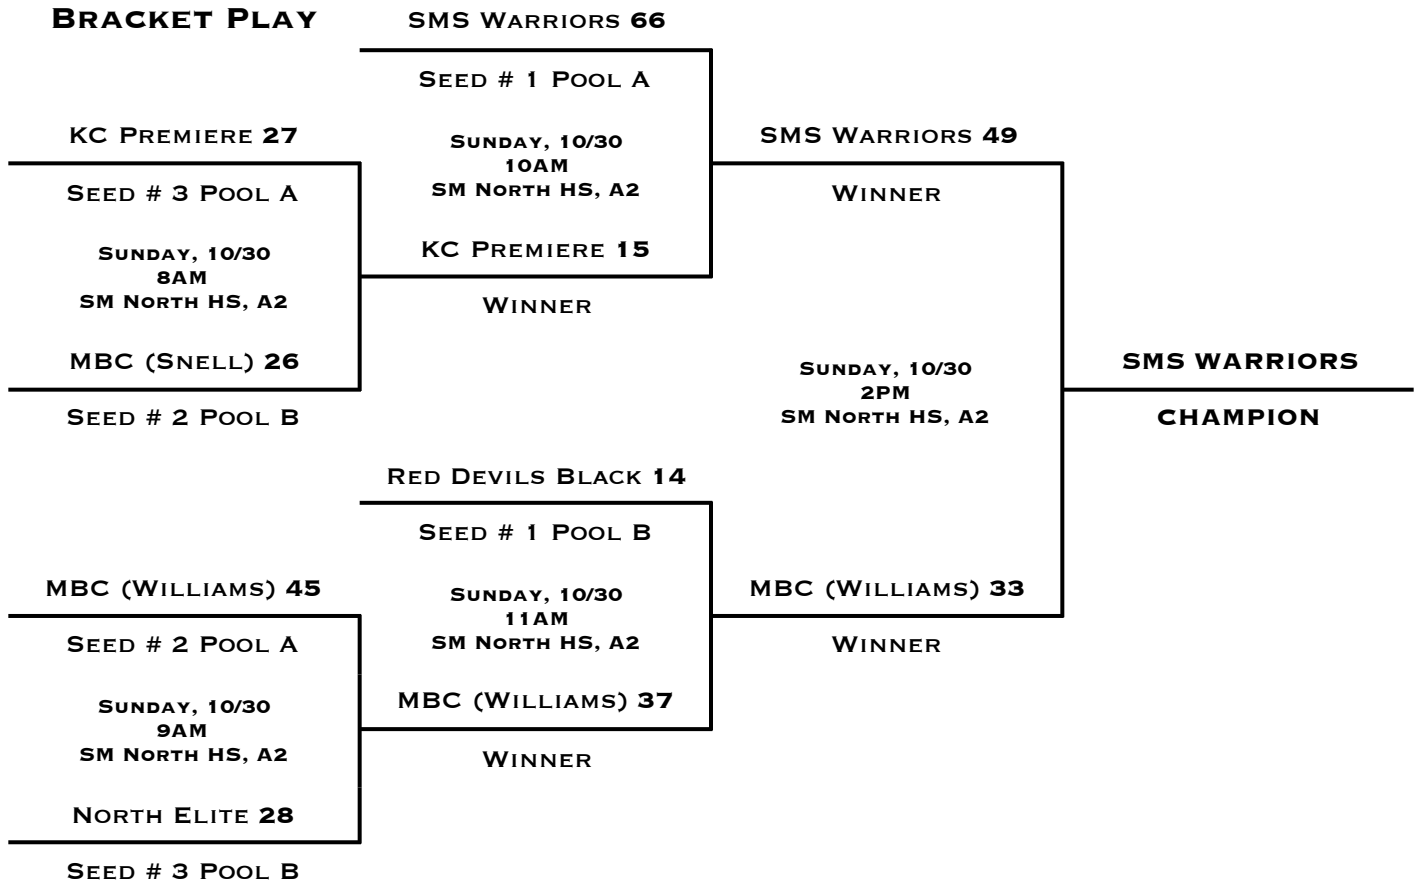 Bracket Play
SMS Warriors 66
Seed # 1 Pool A
KC Premiere 27
Sunday, 10/30
10AM
SM North HS, A2
SMS Warriors 49
Seed # 3 Pool A
Winner
Sunday, 10/30
8AM
SM North HS, A2
KC Premiere 15
Winner
MBC (Snell) 26
Seed # 2 Pool B
Sunday, 10/30
2PM
SM North HS, A2
SMS WARRIORS
CHAMPION
Red Devils Black 14
Seed # 1 Pool B
MBC (Williams) 45
Sunday, 10/30
11AM
SM North HS, A2
MBC (Williams) 33
Seed # 2 Pool A
Winner
Sunday, 10/30
9AM
SM North HS, A2
MBC (Williams) 37
Winner
North Elite 28
Seed # 3 Pool B